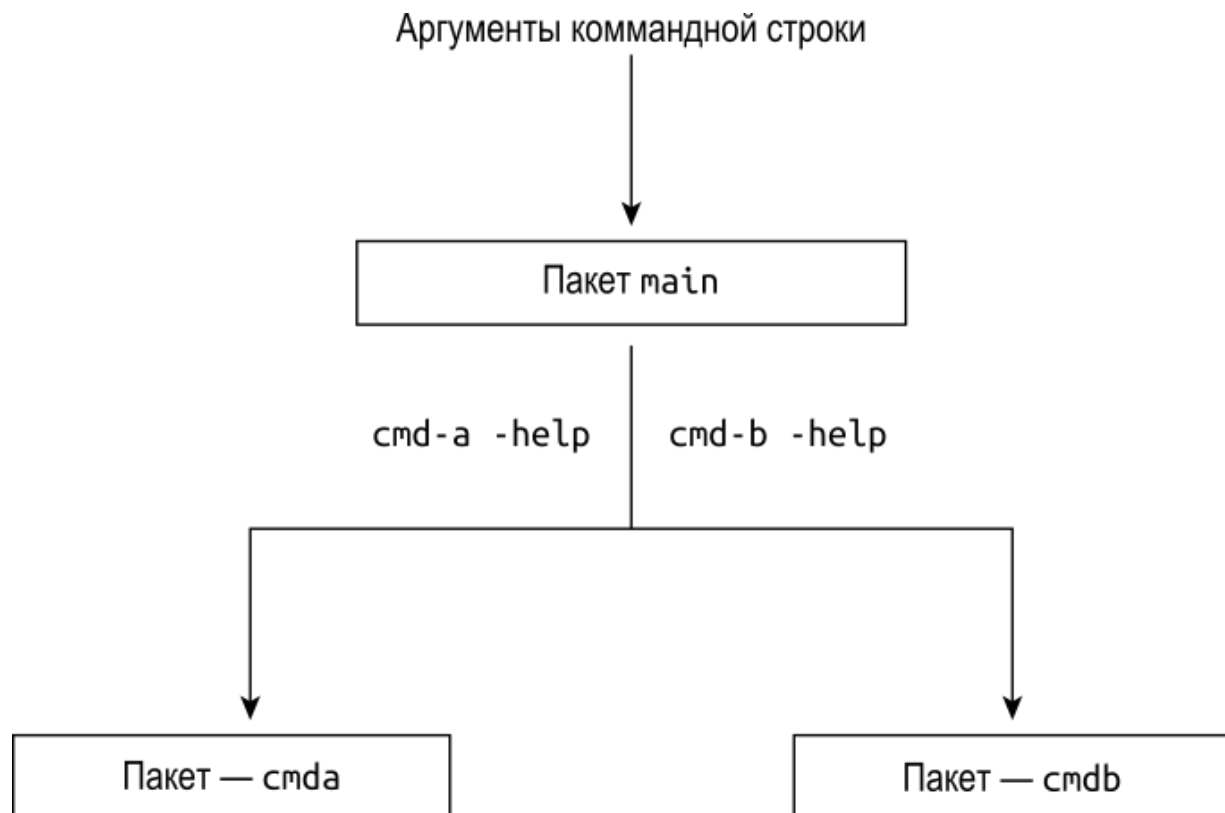 Аргументы коммандной строки
Пакет main
cmd-a -help cmd-b -help
Пакет — cmda
Пакет — cmdb